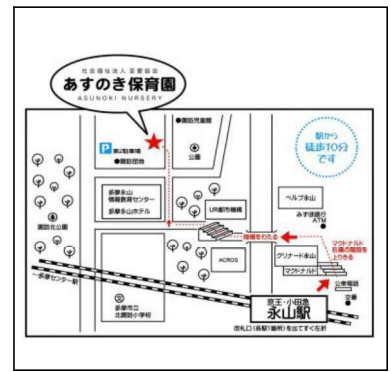 社会福祉法人 至愛協会
あすのき保育園
ASUNOKI NURSERY
諏訪児童館
公園
駅から
徒歩10分
です
P 第2駐車場
諏訪団地
多摩永山
情報教育センター
多摩永山ホテル
UR都市機構
諏訪北公園
ベルブ永山
みずほ銀行
ATM
陸橋をわたる
マクドナルド
右横の階段を
上りきる
グリナード永山
マクドナルド
ACROS
公衆電話
交番
←多摩センター駅
多摩市立
北諏訪小学校
京王・小田急
永山駅
改札口(各駅1箇所)を出てすぐ左折